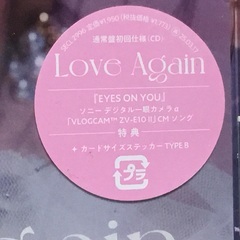 通常盤初回仕様〈CD〉
Love Again
「EYES ON YOU」
ソニー デジタル一眼カメラα
「VLOGCAM™ ZV-E10 II」CM ソング
特典
✦ カードサイズステッカー TYPE B
プラ
again